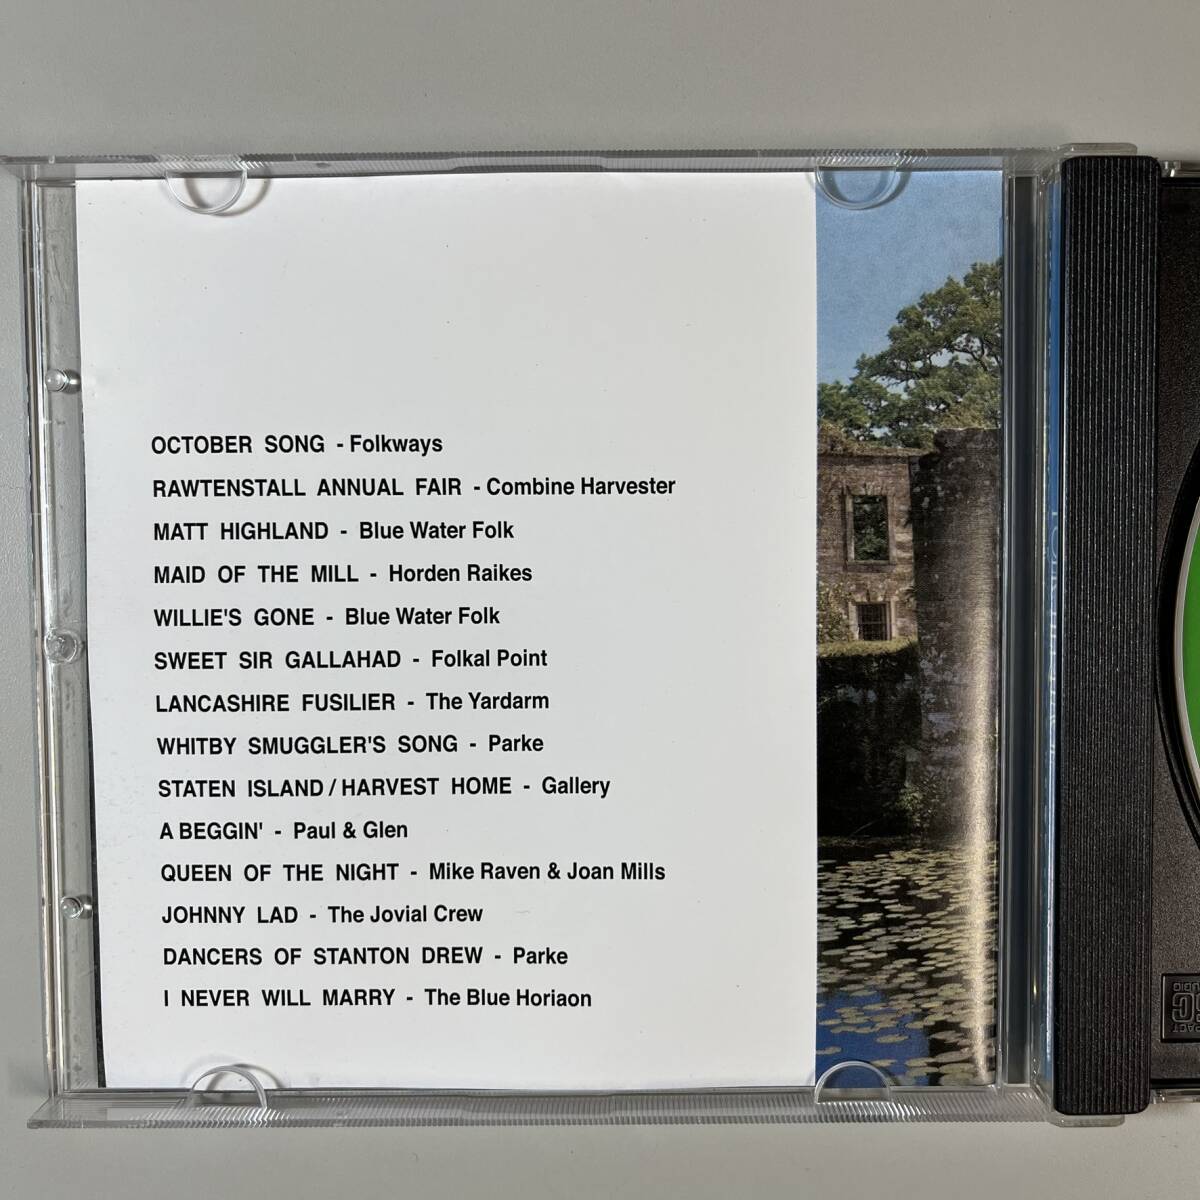 OCTOBER SONG - Folkways
RAWTENSTALL ANNUAL FAIR - Combine Harvester
MATT HIGHLAND - Blue Water Folk
MAID OF THE MILL - Horden Raikes
WILLIE'S GONE - Blue Water Folk
SWEET SIR GALLAHAD - Folkal Point
LANCASHIRE FUSILIER - The Yardarm
WHITBY SMUGGLER'S SONG - Parke
STATEN ISLAND / HARVEST HOME - Gallery
A BEGGIN' - Paul & Glen
QUEEN OF THE NIGHT - Mike Raven & Joan Mills
JOHNNY LAD - The Jovial Crew
DANCERS OF STANTON DREW - Parke
I NEVER WILL MARRY - The Blue Horiaon